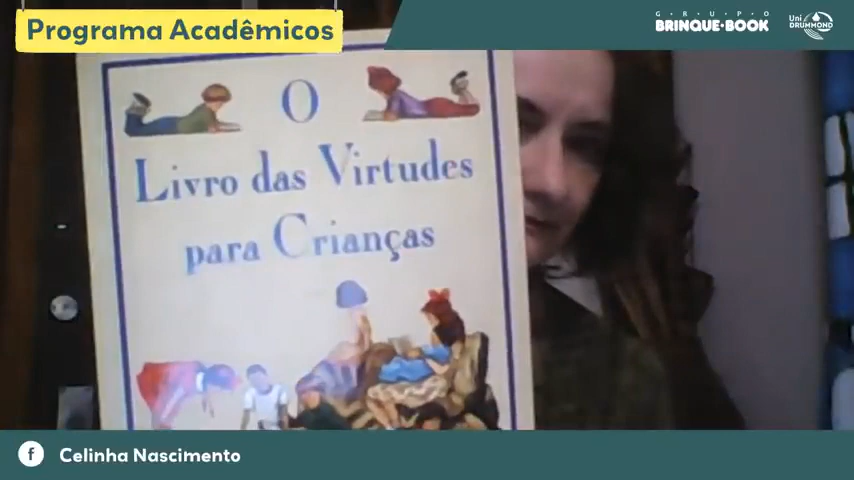 Programa Acadêmicos
GRUPO
BRINQUE-BOOK
Uni
DRUMMOND
O
Livro das Virtudes
para Crianças
f
Celinha Nascimento